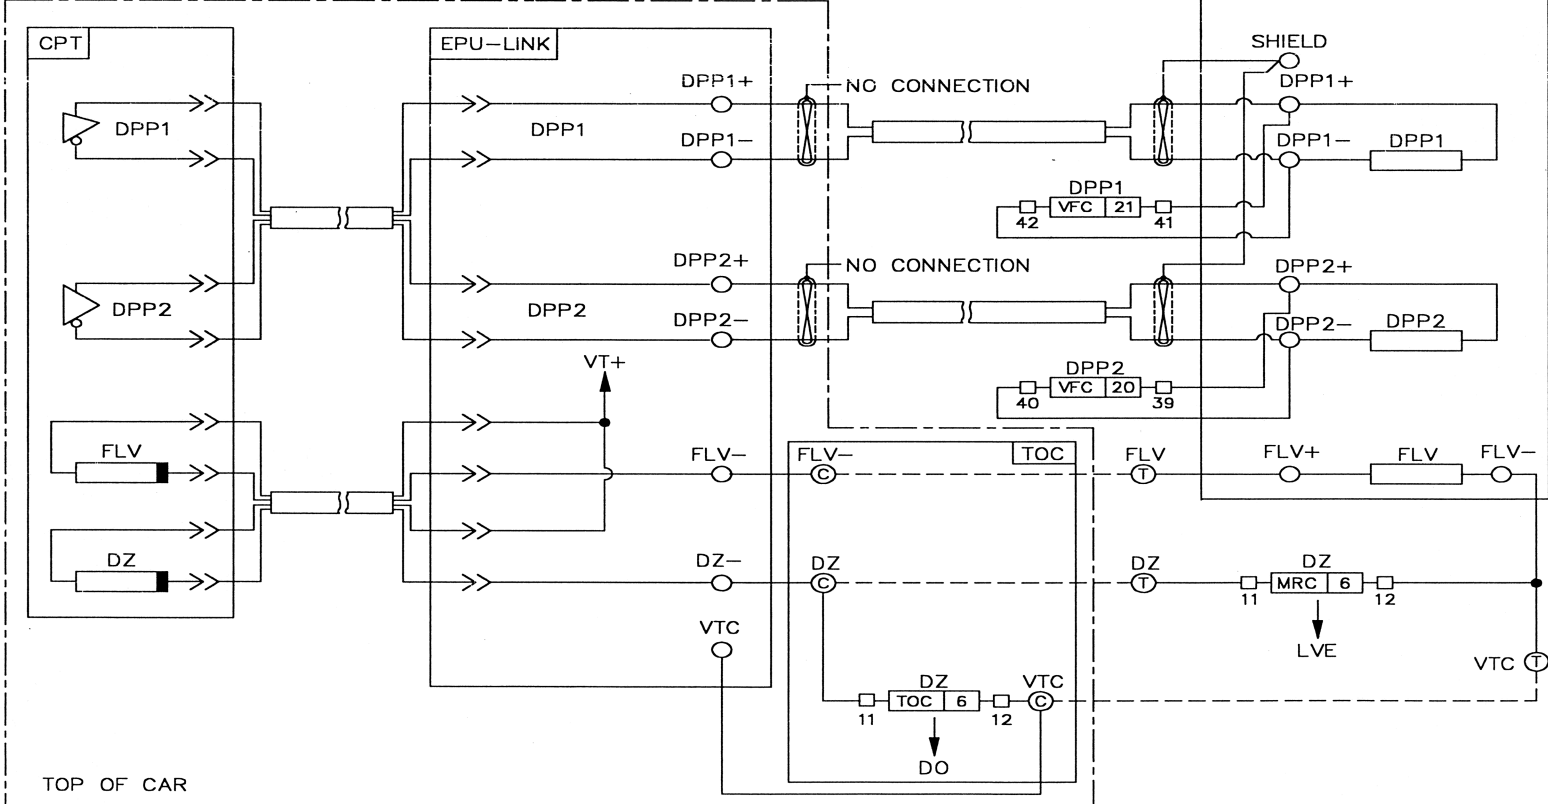 CPT
EPU-LINK
SHIELD
DPP1+
NO CONNECTION
DPP1+
DPP1
DPP1
DPP1-
DPP1-
DPP1
DPP1
VFC 21
42
41
DPP2+
NO CONNECTION
DPP2+
DPP2
DPP2
DPP2-
DPP2-
DPP2
VT+
DPP2
VFC 20
40
39
FLV
FLV-
FLV-
C
TOC
FLV
T
FLV+
FLV
FLV-
DZ
DZ-
DZ
C
DZ
T
DZ
MRC 6
11
12
LVE
VTC
VTC T
DZ
TOC 6
11
12
VTC
C
DO
TOP OF CAR